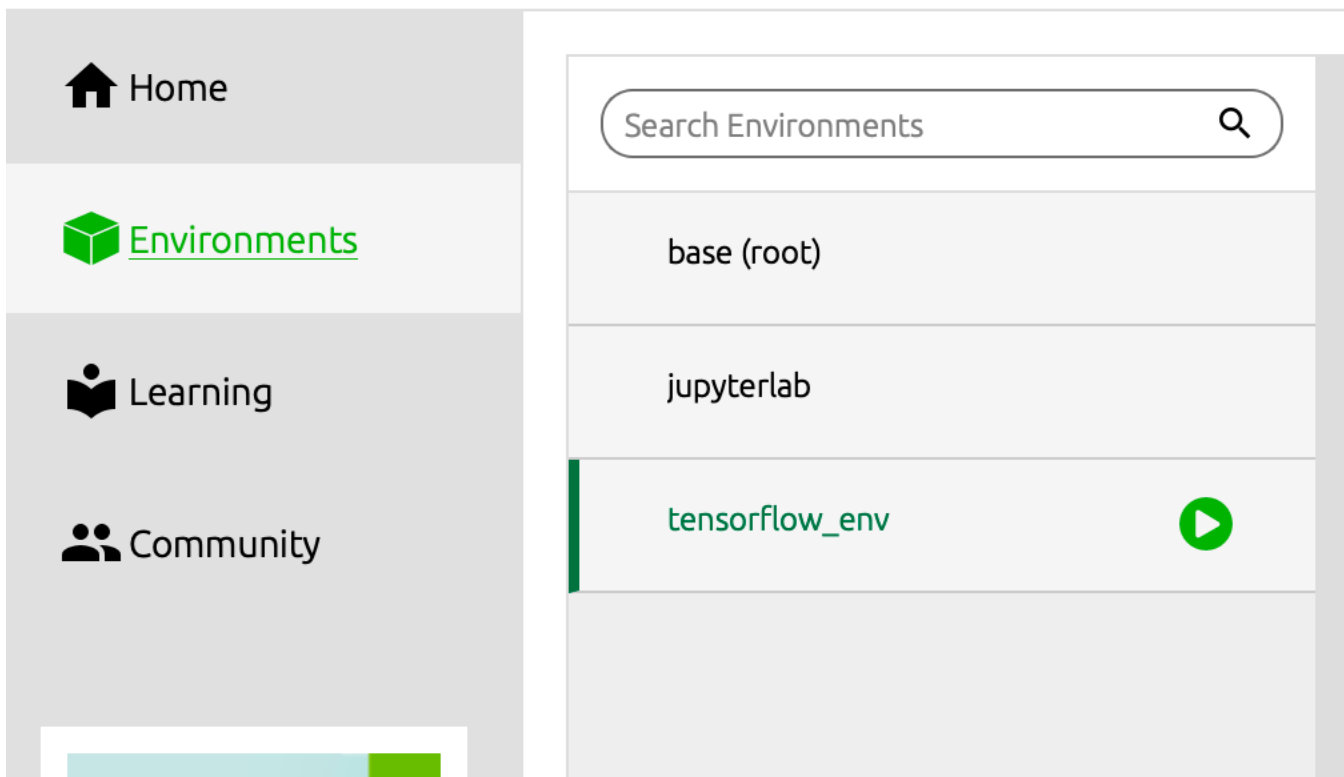 Home
Environments
Learning
Community
Search Environments
base (root)
jupyterlab
tensorflow_env